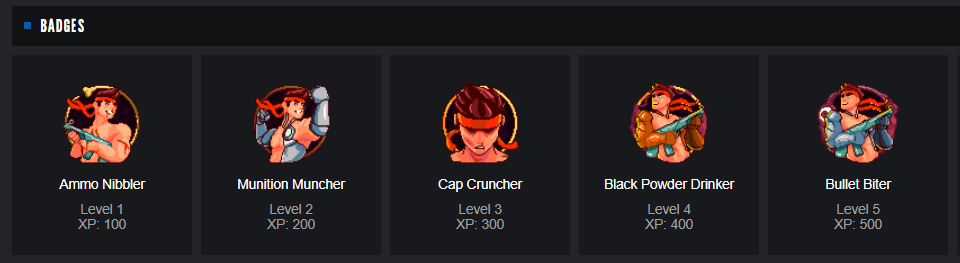 BADGES
Ammo Nibbler
Level 1
XP: 100
Munition Muncher
Level 2
XP: 200
Cap Cruncher
Level 3
XP: 300
Black Powder Drinker
Level 4
XP: 400
Bullet Biter
Level 5
XP: 500